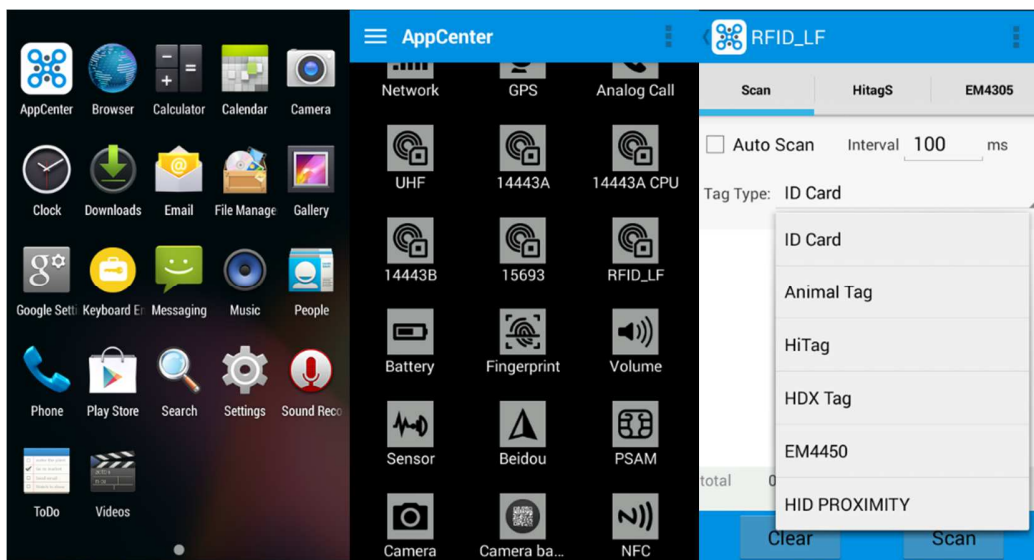 AppCenter Browser Calculator Calendar Camera
Clock Downloads Email File Manage Gallery
Google Setti Keyboard En Messaging Music People
Phone Play Store Search Settings Sound Reco
ToDo Videos
AppCenter
Network GPS Analog Call
UHF 14443A 14443A CPU
14443B 15693 RFID_LF
Battery Fingerprint Volume
Sensor Beidou PSAM
Camera Camera ba... NFC
RFID_LF
Scan HitagS EM4305
Auto Scan Interval 100 ms
Tag Type: ID Card
ID Card
Animal Tag
HiTag
HDX Tag
EM4450
total 0
HID PROXIMITY
Clear Scan